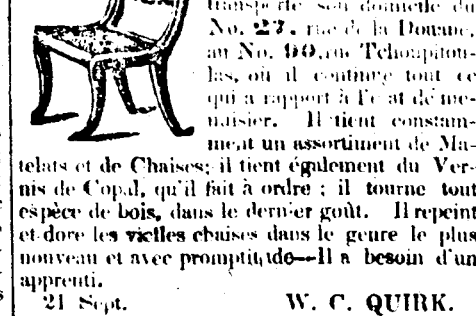 transporte son domicile du
No. 27, rue de la Douane,
au No. 90, rue Tchoupitou-
las, où il continue tout ce
qui a rapport à l'e at de me-
nuisier. Il tient constam-
ment un assortiment de Ma-
telats et de Chaises; il tient également du Ver-
nis de Copal, qu'il fait à ordre ; il tourne tout
espèce de bois, dans le dernier goût. Il repeint
et dore les vieilles chaises dans le genre le plus
nouveau et avec promptitude—Il a besoin d'un
apprenti.
21 Sept. W. C. QUIRK.